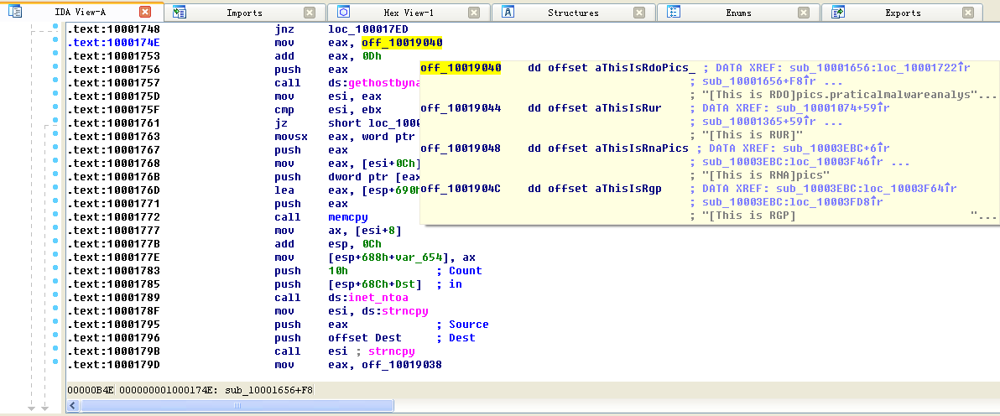 IDA View-A Imports Hex View-1 Structures Enums Exports
.text:10001748 jnz loc_100017ED
.text:1000174E mov eax, off_10019040
.text:10001753 add eax, 0Dh
.text:10001756 push eax
.text:10001757 call ds:gethostbyna
.text:1000175D mov esi, eax
.text:1000175F cmp esi, ebx
.text:10001761 jz short loc_1000
.text:10001763 movsx eax, word ptr
.text:10001767 push eax
.text:10001768 mov eax, [esi+0Ch]
.text:1000176B push dword ptr [eax
.text:1000176D lea eax, [esp+690h
.text:10001771 push eax
.text:10001772 call memcpy
.text:10001777 mov ax, [esi+8]
.text:1000177B add esp, 0Ch
.text:1000177E mov [esp+688h+var_654], ax
.text:10001783 push 10h ; Count
.text:10001785 push [esp+68Ch+Dst] ; in
.text:10001789 call ds:inet_ntoa
.text:1000178F mov esi, ds:strncpy
.text:10001795 push eax ; Source
.text:10001796 push offset Dest ; Dest
.text:1000179B call esi ; strncpy
.text:1000179D mov eax, off_10019038
off_10019040 dd offset aThisIsRdoPics_ ; DATA XREF: sub_10001656:loc_10001722↑r
; sub_10001656+F8↑r ...
; "[This is RDO]pics.praticalmalwareanalys"...
off_10019044 dd offset aThisIsRur ; DATA XREF: sub_10001074+59↑r
; sub_10001365+59↑r ...
; "[This is RUR]"
off_10019048 dd offset aThisIsRnaPics ; DATA XREF: sub_10003EBC+6↑r
; sub_10003EBC:loc_10003F46↑r ...
; "[This is RNA]pics"
off_1001904C dd offset aThisIsRgp ; DATA XREF: sub_10003EBC:loc_10003F64↑r
; sub_10003EBC:loc_10003FD8↑r
; "[This is RGP] "...
00000B4E 000000001000174E: sub_10001656+F8